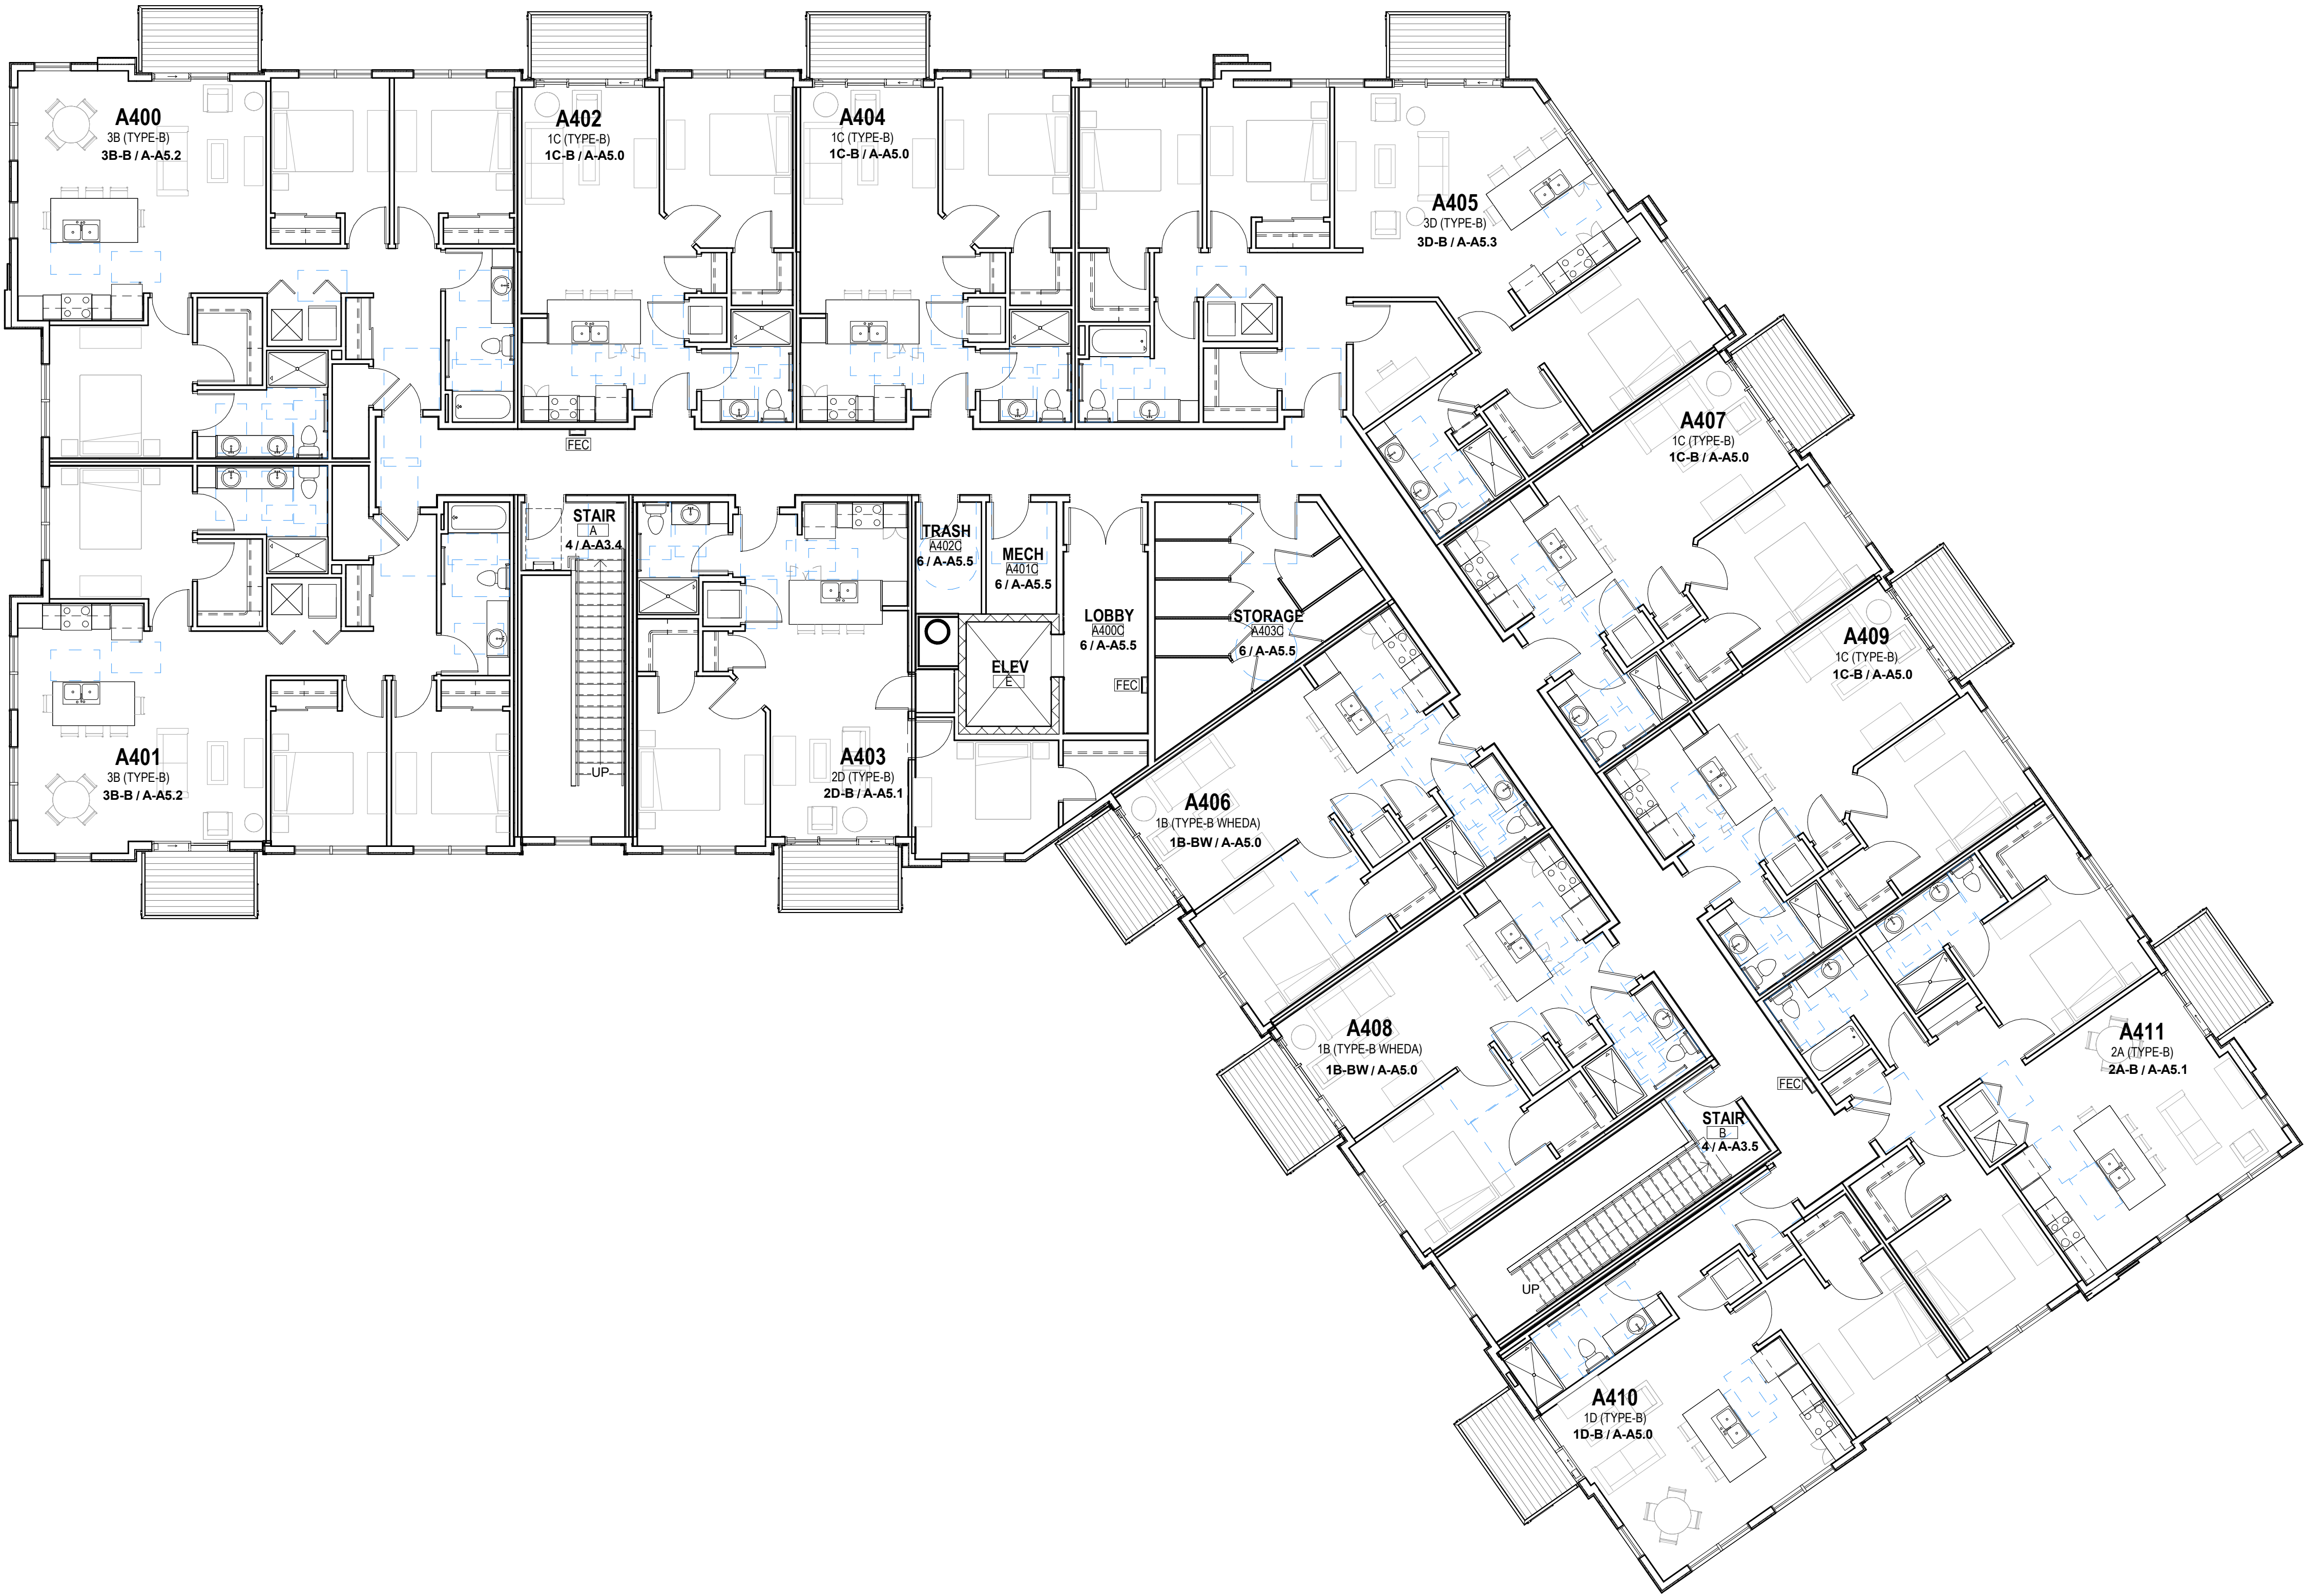 A400
3B (TYPE-B)
3B-B / A-A5.2
A402
1C (TYPE-B)
1C-B / A-A5.0
A404
1C (TYPE-B)
1C-B / A-A5.0
A405
3D (TYPE-B)
3D-B / A-A5.3
A407
1C (TYPE-B)
1C-B / A-A5.0
FEC
STAIR
A
4 / A-A3.4
TRASH
A402C
6 / A-A5.5
MECH
A401C
6 / A-A5.5
LOBBY
A400C
6 / A-A5.5
STORAGE
A403C
6 / A-A5.5
ELEV
E
FEC
A409
1C (TYPE-B)
1C-B / A-A5.0
A401
3B (TYPE-B)
3B-B / A-A5.2
UP
A403
2D (TYPE-B)
2D-B / A-A5.1
A406
1B (TYPE-B WHEDA)
1B-BW / A-A5.0
A408
1B (TYPE-B WHEDA)
1B-BW / A-A5.0
A411
2A (TYPE-B)
2A-B / A-A5.1
FEC
STAIR
B
4 / A-A3.5
UP
A410
1D (TYPE-B)
1D-B / A-A5.0